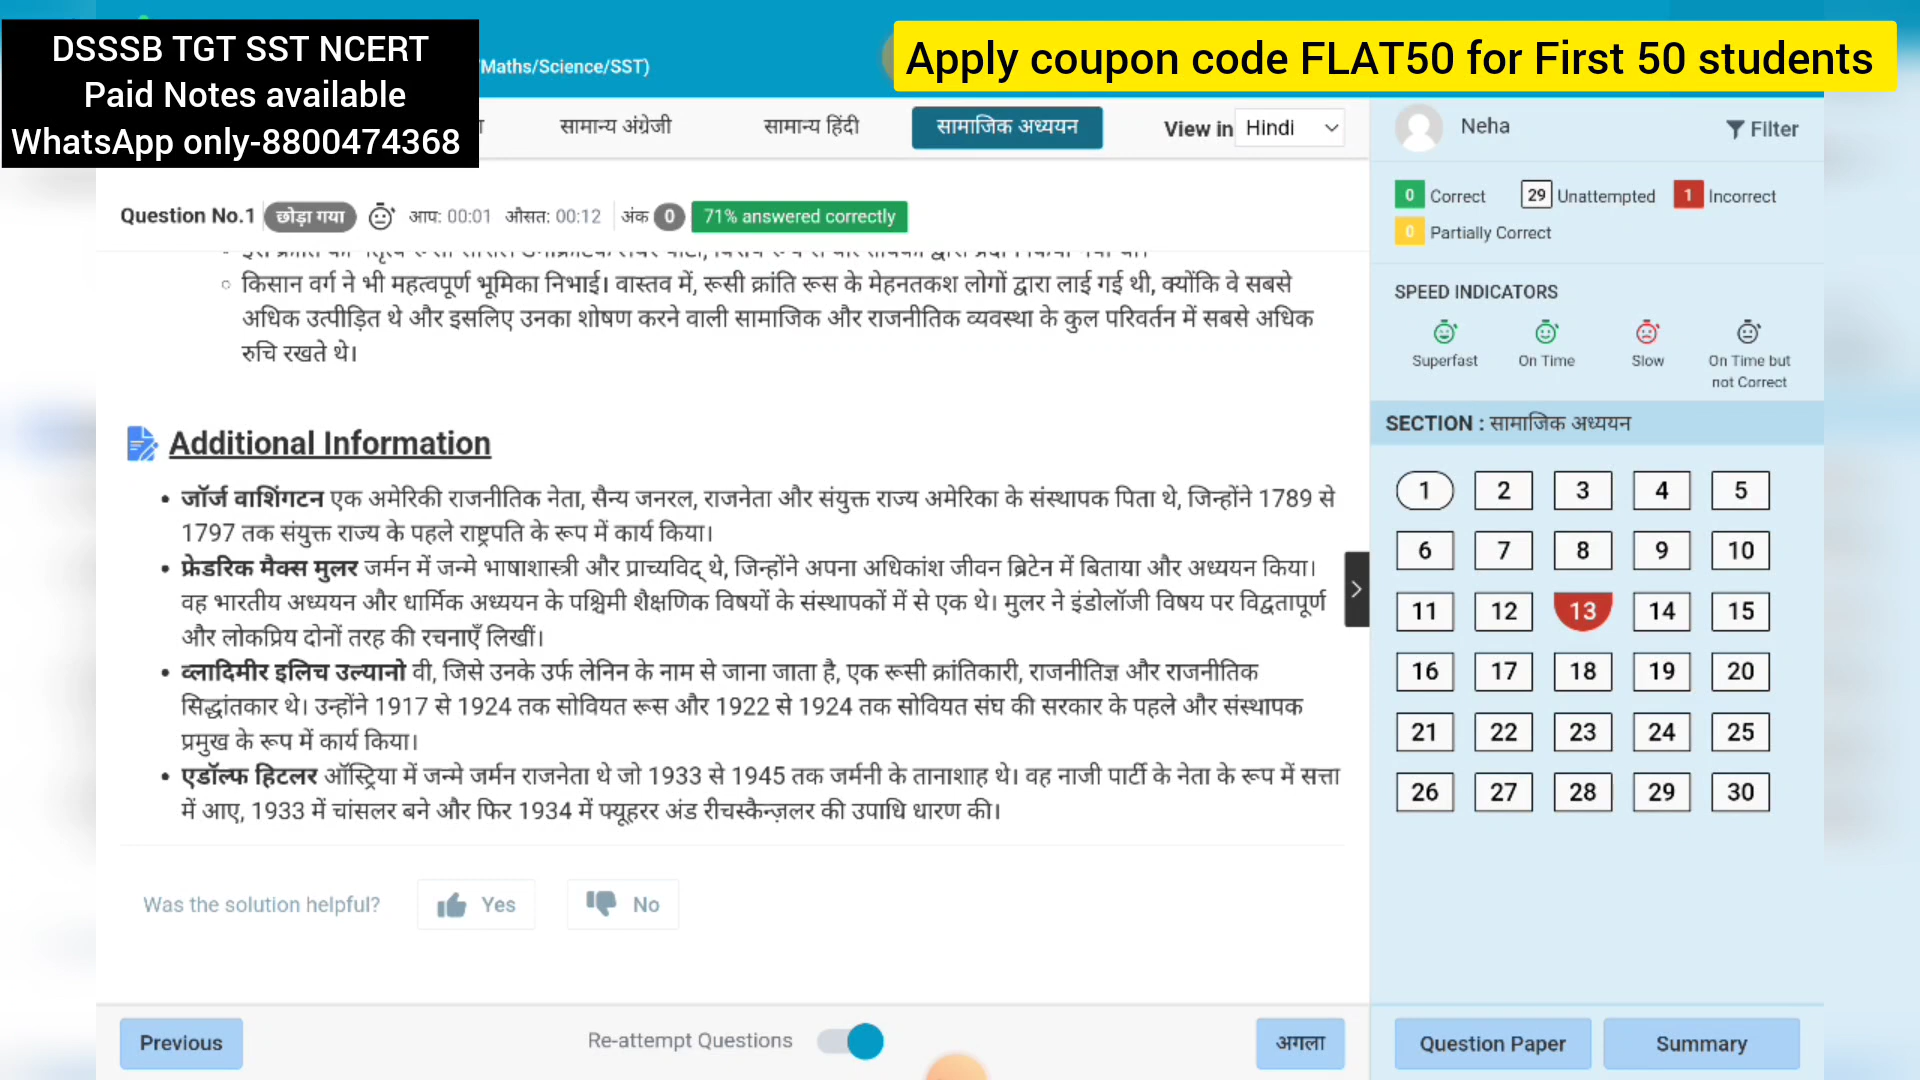 DSSSB TGT SST NCERT
Paid Notes available
WhatsApp only-8800474368
/Maths/Science/SST)
Apply coupon code FLAT50 for First 50 students
सामान्य अंग्रेजी
सामान्य हिंदी
सामाजिक अध्ययन
View in Hindi
Neha
Filter
Question No.1 छोड़ा गया आप: 00:01 औसत: 00:12 अंक 0 71% answered correctly
0 Correct 29 Unattempted 1 Incorrect
0 Partially Correct
किसान वर्ग ने भी महत्वपूर्ण भूमिका निभाई। वास्तव में, रूसी क्रांति रूस के मेहनतकश लोगों द्वारा लाई गई थी, क्योंकि वे सबसे
अधिक उत्पीड़ित थे और इसलिए उनका शोषण करने वाली सामाजिक और राजनीतिक व्यवस्था के कुल परिवर्तन में सबसे अधिक
रुचि रखते थे।
Additional Information
• जॉर्ज वाशिंगटन एक अमेरिकी राजनीतिक नेता, सैन्य जनरल, राजनेता और संयुक्त राज्य अमेरिका के संस्थापक पिता थे, जिन्होंने 1789 से
1797 तक संयुक्त राज्य के पहले राष्ट्रपति के रूप में कार्य किया।
• फ्रेडरिक मैक्स मुलर जर्मन में जन्मे भाषाशास्त्री और प्राच्यविद् थे, जिन्होंने अपना अधिकांश जीवन ब्रिटेन में बिताया और अध्ययन किया।
वह भारतीय अध्ययन और धार्मिक अध्ययन के पश्चिमी शैक्षणिक विषयों के संस्थापकों में से एक थे। मुलर ने इंडोलॉजी विषय पर विद्वतापूर्ण
और लोकप्रिय दोनों तरह की रचनाएँ लिखीं।
• व्लादिमीर इलिच उल्यानो वी, जिसे उनके उर्फ लेनिन के नाम से जाना जाता है, एक रूसी क्रांतिकारी, राजनीतिज्ञ और राजनीतिक
सिद्धांतकार थे। उन्होंने 1917 से 1924 तक सोवियत रूस और 1922 से 1924 तक सोवियत संघ की सरकार के पहले और संस्थापक
प्रमुख के रूप में कार्य किया।
• एडॉल्फ हिटलर ऑस्ट्रिया में जन्मे जर्मन राजनेता थे जो 1933 से 1945 तक जर्मनी के तानाशाह थे। वह नाजी पार्टी के नेता के रूप में सत्ता
में आए, 1933 में चांसलर बने और फिर 1934 में फ्यूहरर अंड रीचस्कैन्ज़लर की उपाधि धारण की।
Was the solution helpful? Yes No
SPEED INDICATORS
Superfast
On Time
Slow
On Time but
not Correct
SECTION : सामाजिक अध्ययन
1 2 3 4 5
6 7 8 9 10
11 12 13 14 15
16 17 18 19 20
21 22 23 24 25
26 27 28 29 30
Previous
Re-attempt Questions
अगला
Question Paper
Summary